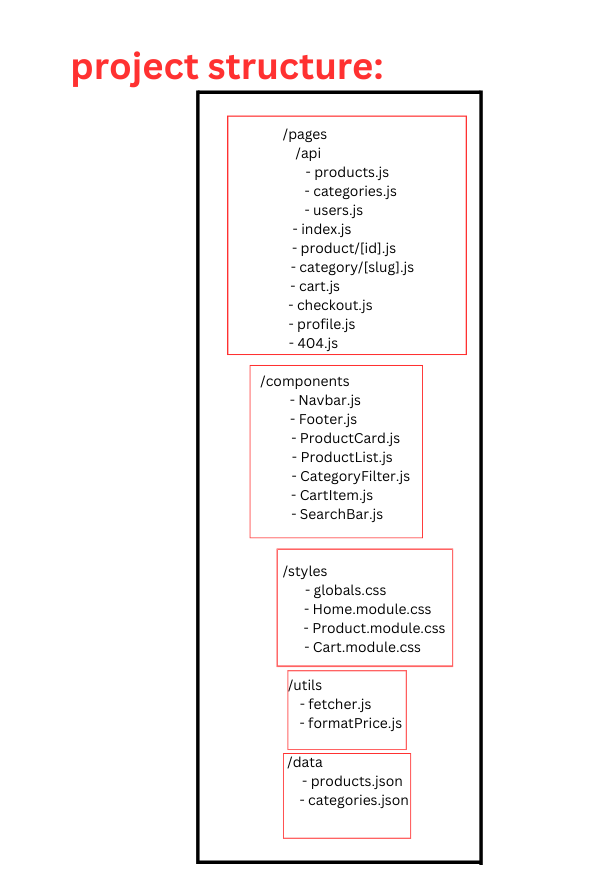 project structure:
/pages
/api
- products.js
- categories.js
- users.js
- index.js
- product/[id].js
- category/[slug].js
- cart.js
- checkout.js
- profile.js
- 404.js
/components
- Navbar.js
- Footer.js
- ProductCard.js
- ProductList.js
- CategoryFilter.js
- CartItem.js
- SearchBar.js
/styles
- globals.css
- Home.module.css
- Product.module.css
- Cart.module.css
/utils
- fetcher.js
- formatPrice.js
/data
- products.json
- categories.json